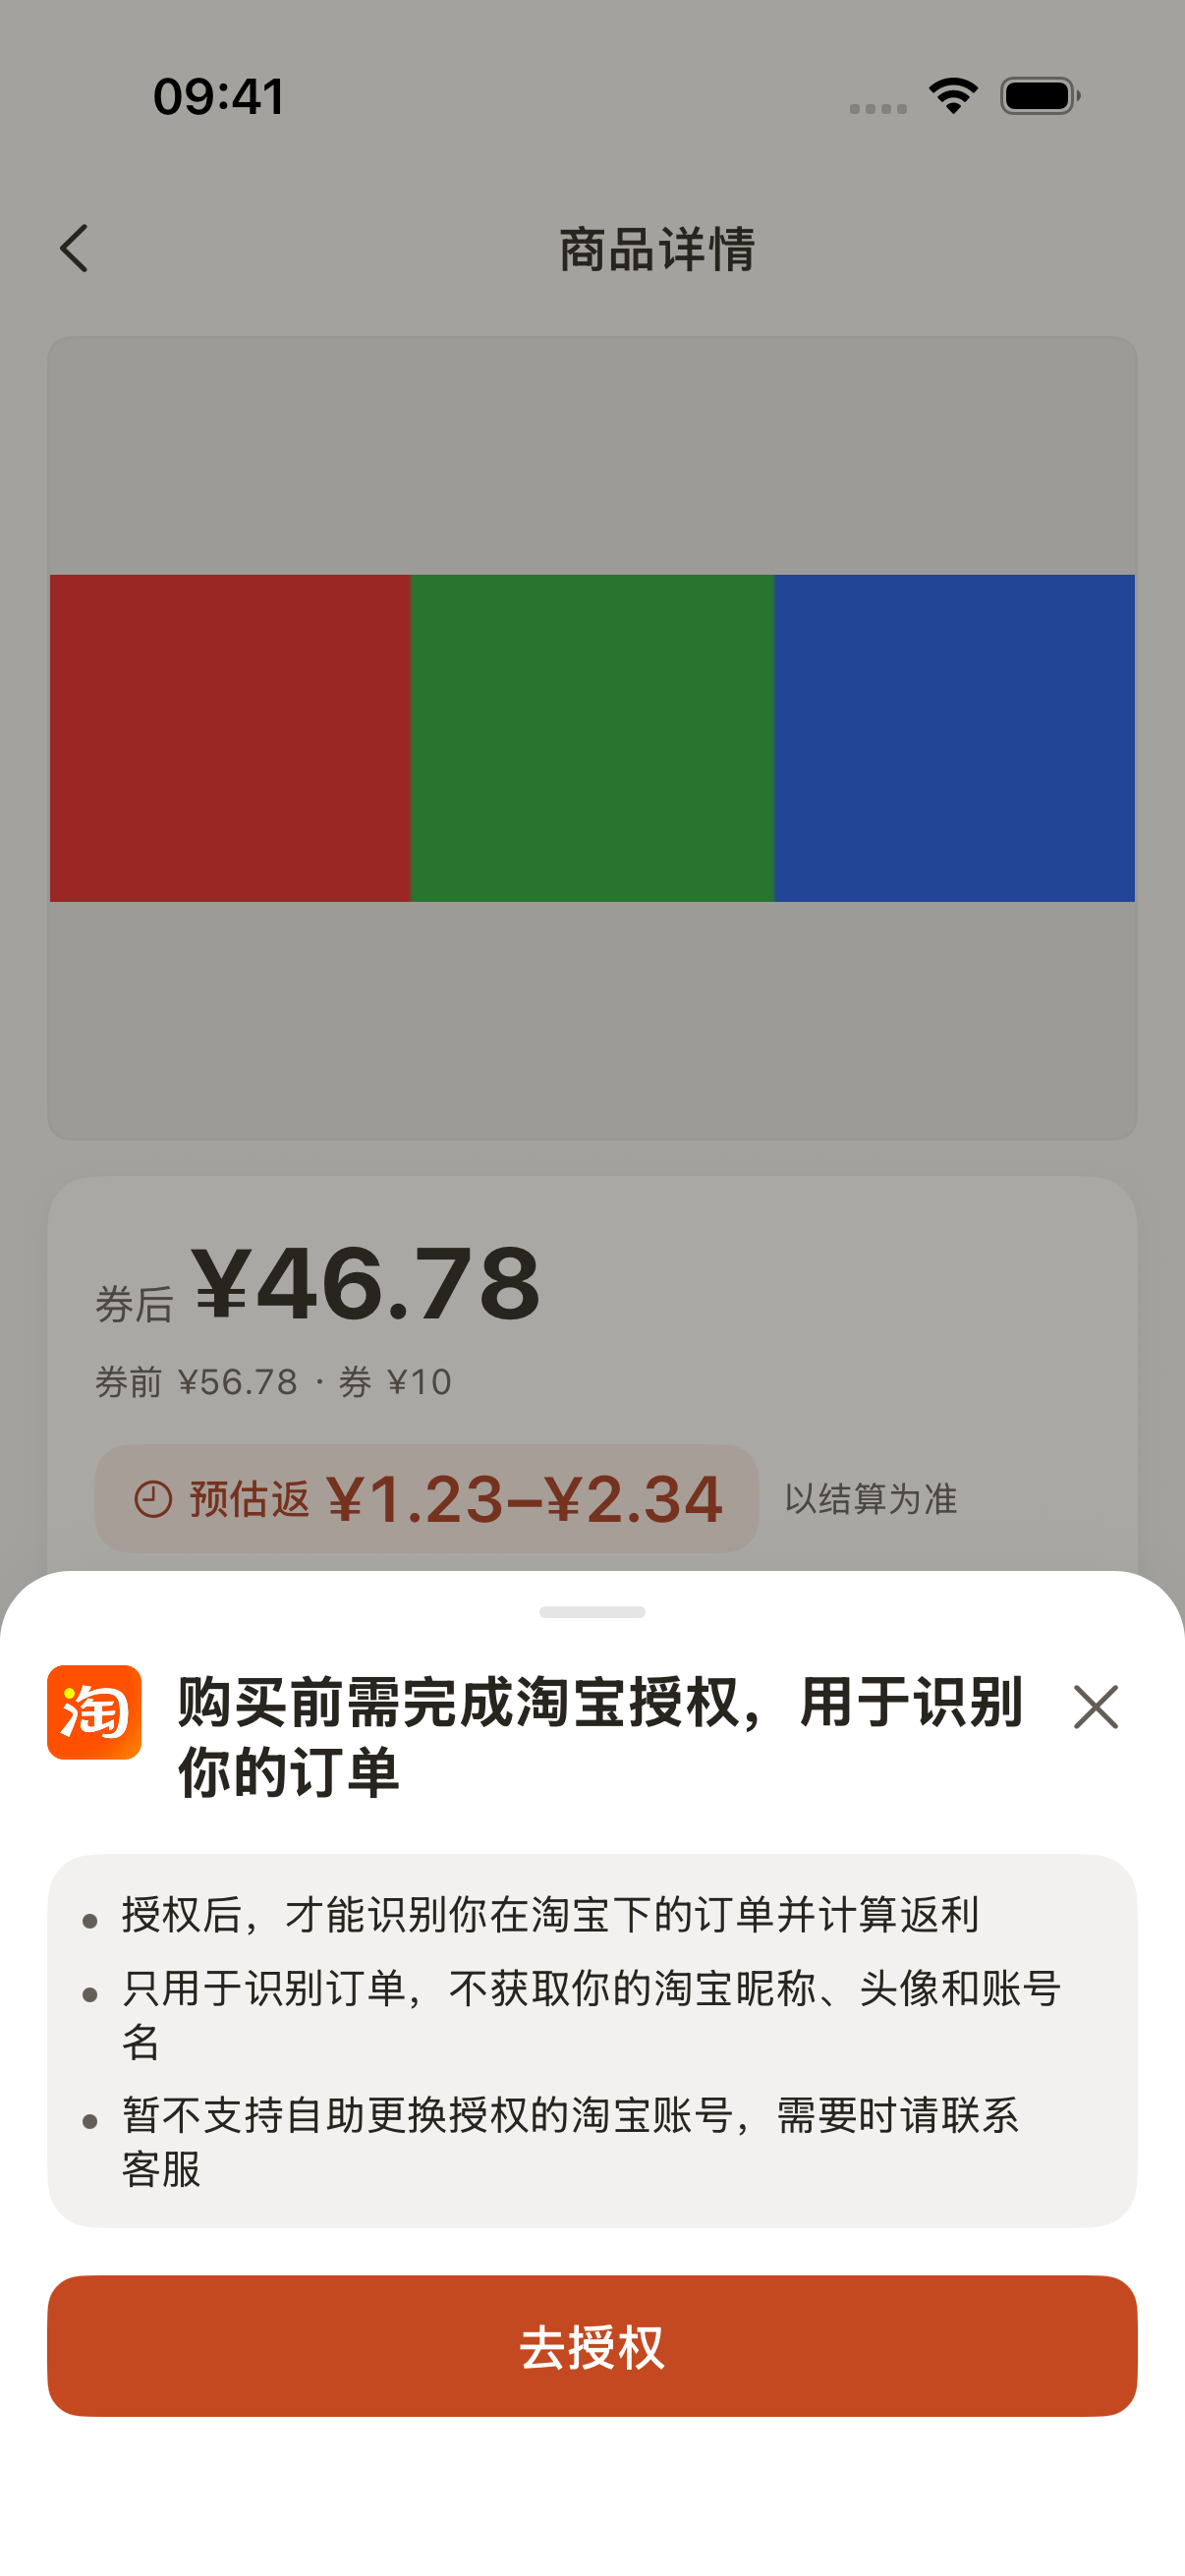 09:41
商品详情
券后 ¥46.78
券前 ¥56.78 · 券 ¥10
预估返 ¥1.23–¥2.34 以结算为准
淘 购买前需完成淘宝授权，用于识别
你的订单
授权后，才能识别你在淘宝下的订单并计算返利
只用于识别订单，不获取你的淘宝昵称、头像和账号
名
暂不支持自助更换授权的淘宝账号，需要时请联系
客服
去授权